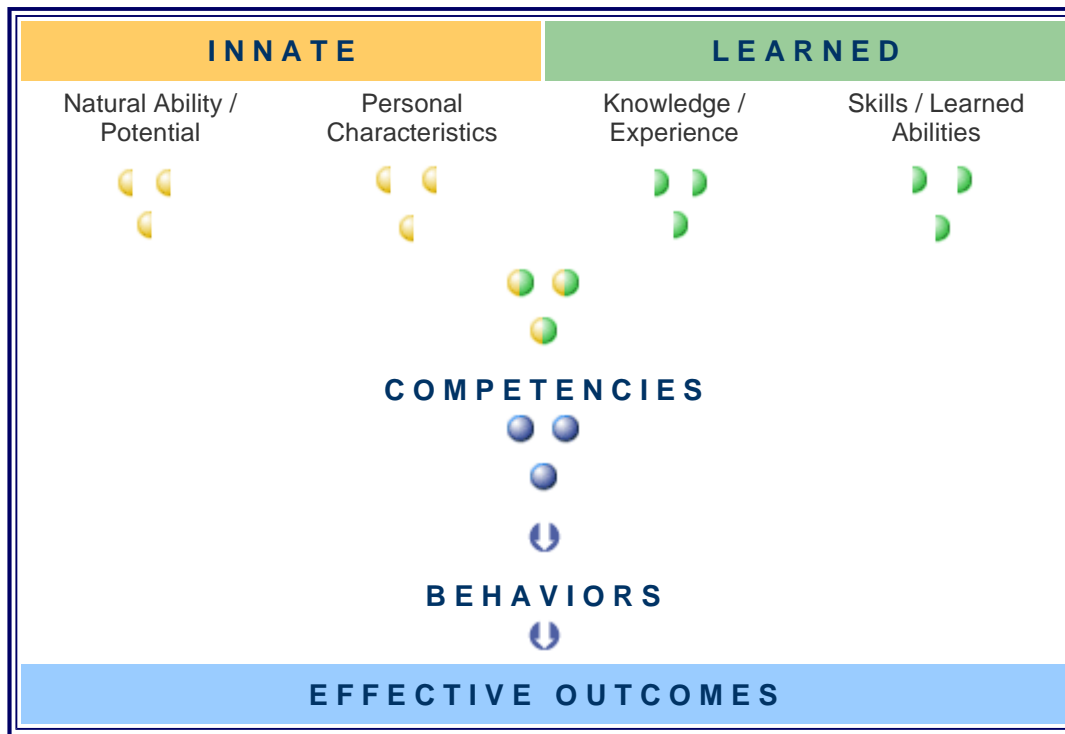 INNATE
LEARNED
Natural Ability /
Potential
Personal
Characteristics
Knowledge /
Experience
Skills / Learned
Abilities
COMPETENCIES
BEHAVIORS
EFFECTIVE OUTCOMES